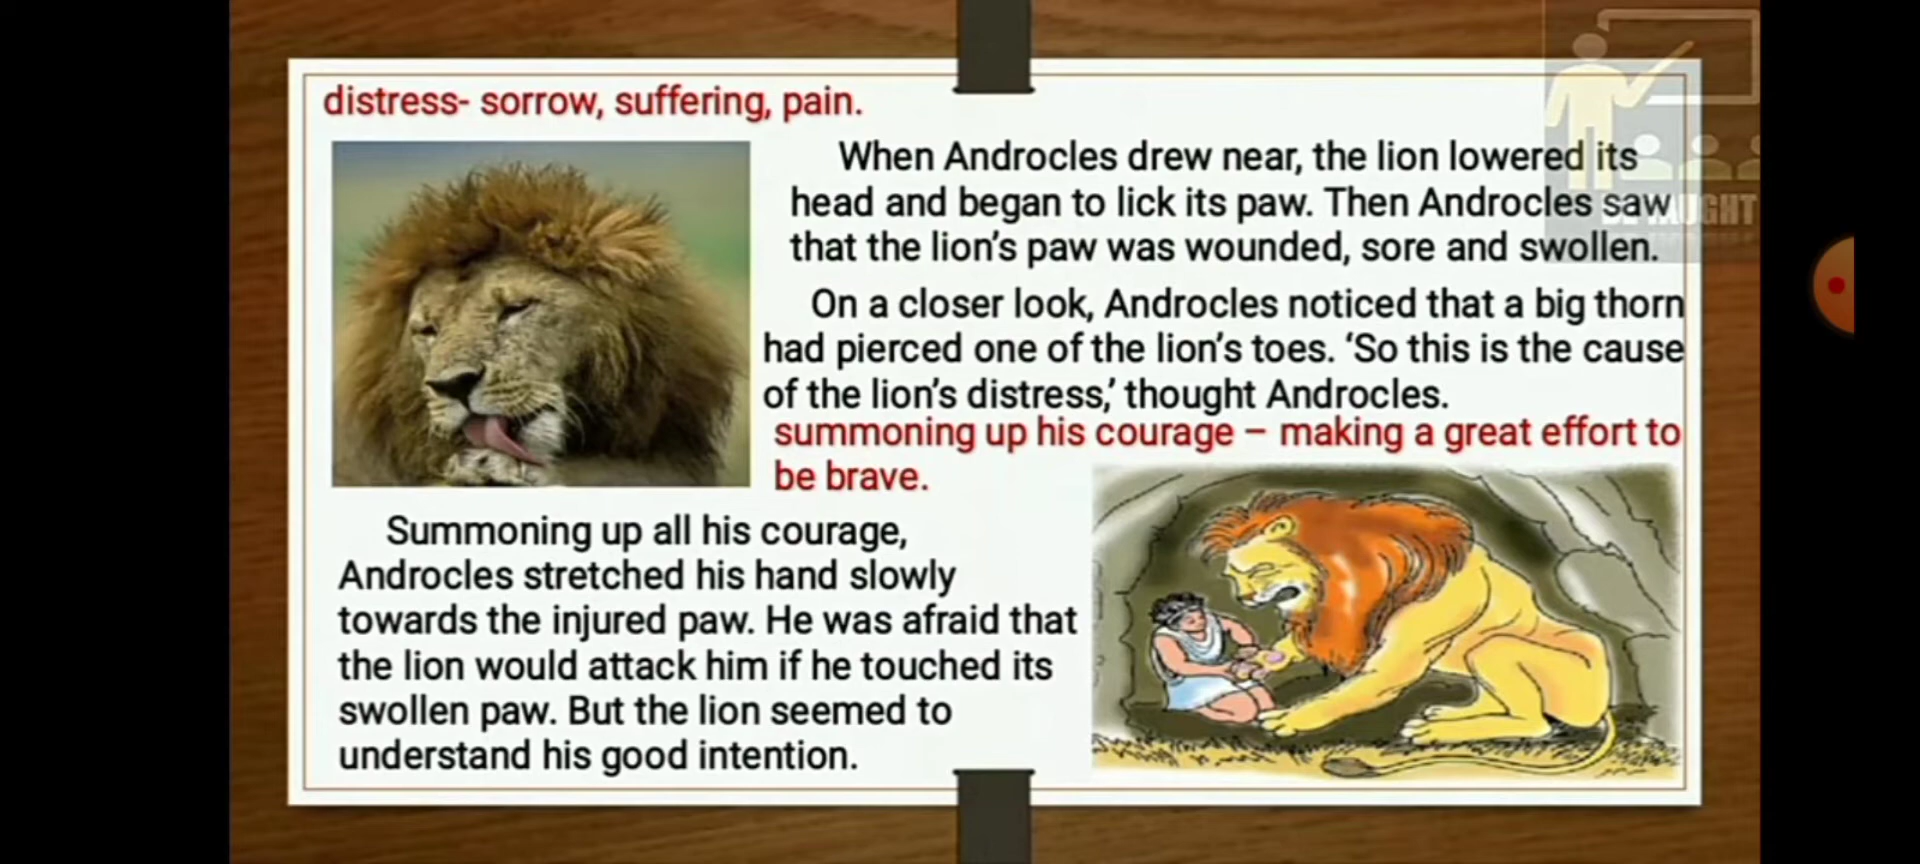 distress- sorrow, suffering, pain.
When Androcles drew near, the lion lowered its
head and began to lick its paw. Then Androcles saw
that the lion's paw was wounded, sore and swollen.
On a closer look, Androcles noticed that a big thorn
had pierced one of the lion's toes. ‘So this is the cause
of the lion's distress,’ thought Androcles.
summoning up his courage – making a great effort to
be brave.
Summoning up all his courage,
Androcles stretched his hand slowly
towards the injured paw. He was afraid that
the lion would attack him if he touched its
swollen paw. But the lion seemed to
understand his good intention.